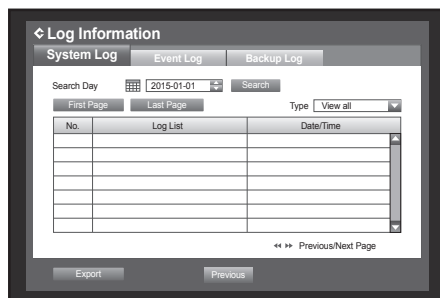 Log Information
System Log Event Log Backup Log
Search Day 2015-01-01 Search
First Page Last Page Type View all
No. Log List Date/Time
Previous/Next Page
Export Previous